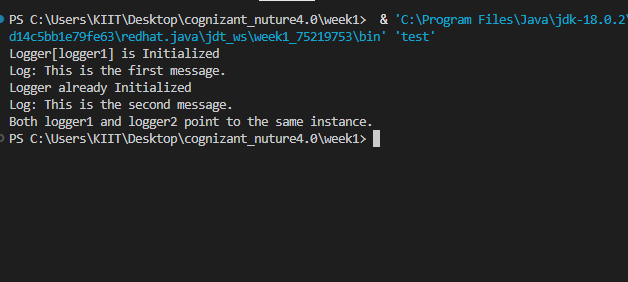 PS C:\Users\KIIT\Desktop\cognizant_nuture4.0\week1>  & 'C:\Program Files\Java\jdk-18.0.2\
d14c5bb1e79fe63\redhat.java\jdt_ws\week1_75219753\bin' 'test'
Logger[logger1] is Initialized
Log: This is the first message.
Logger already Initialized
Log: This is the second message.
Both logger1 and logger2 point to the same instance.
PS C:\Users\KIIT\Desktop\cognizant_nuture4.0\week1>